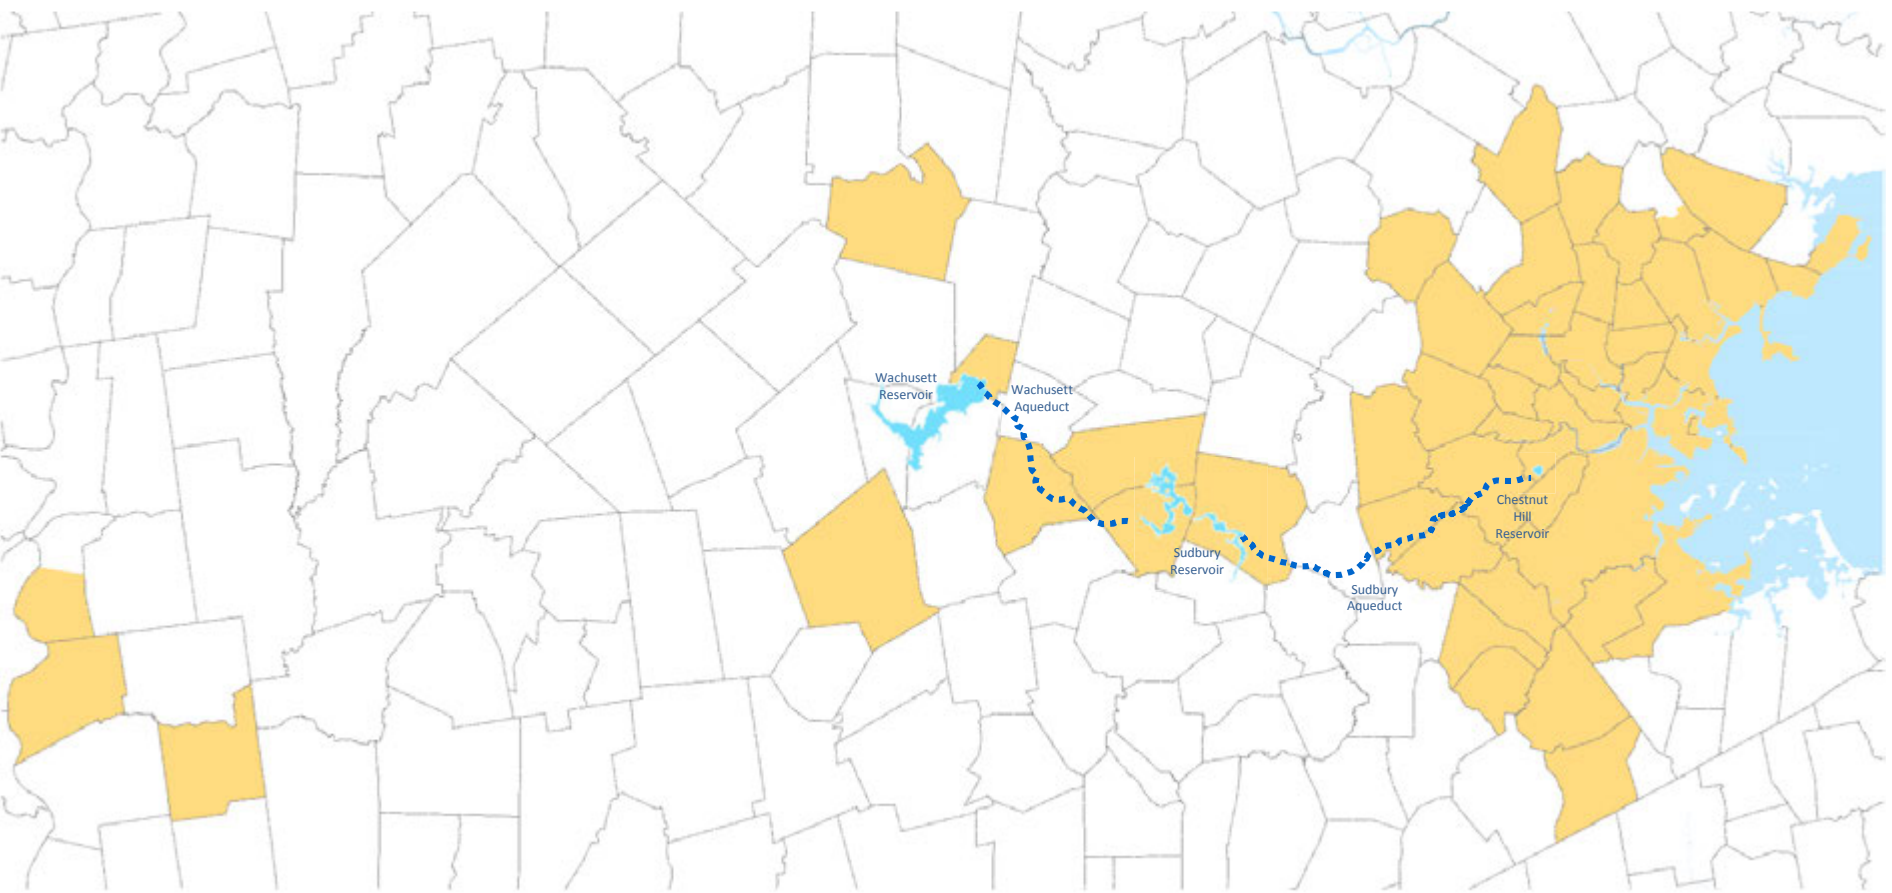 Wachusett
Reservoir
Wachusett
Aqueduct
Sudbury
Reservoir
Sudbury
Aqueduct
Chestnut
Hill
Reservoir